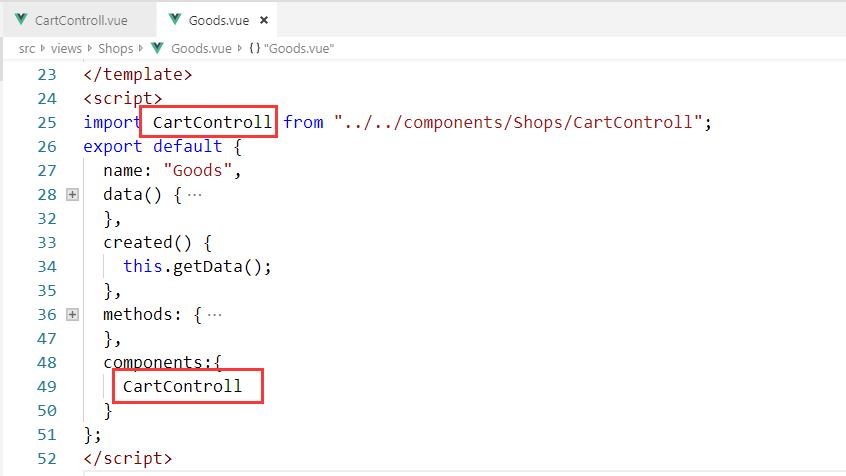 CartControll.vue Goods.vue ×
src views Shops Goods.vue {} "Goods.vue"
23 </template>
24 <script>
25 import CartControll from "../../components/Shops/CartControll";
26 export default {
27 name: "Goods",
28 data() { ···
32 },
33 created() {
34 this.getData();
35 },
36 methods: { ···
47 },
48 components:{
49 CartControll
50 }
51 };
52 </script>